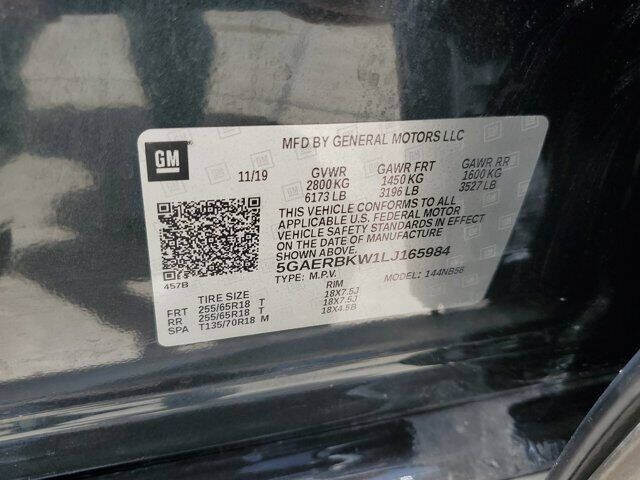 MFD BY GENERAL MOTORS LLC
GM
11/19 GVWR GAWR FRT GAWR RR
2800 KG 1450 KG 1600 KG
6173 LB 3196 LB 3527 LB
THIS VEHICLE CONFORMS TO ALL
APPLICABLE U.S. FEDERAL MOTOR
VEHICLE SAFETY STANDARDS IN EFFECT
ON THE DATE OF MANUFACTURE
SHOWN ABOVE.
5GAERBKW1LJ165984
TYPE: M.P.V. MODEL: 144NB56
457B
TIRE SIZE RIM
FRT 255/65R18 T 18X7.5J
RR 255/65R18 T 18X7.5J
SPA T135/70R18 M 18X4.5B